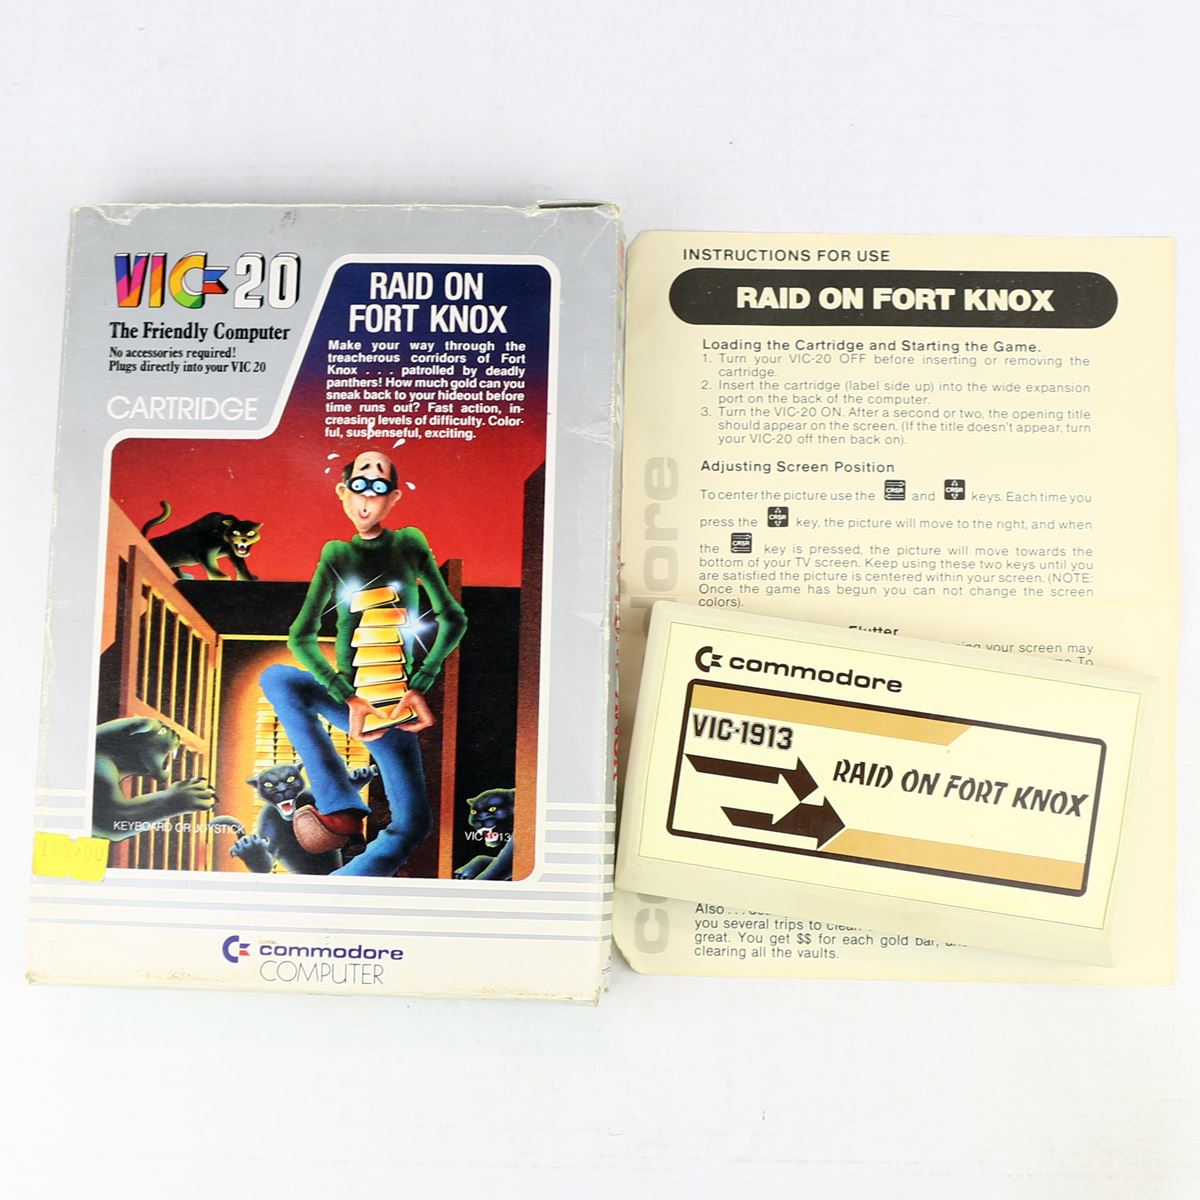 VIC-20
The Friendly Computer
No accessories required!
Plugs directly into your VIC 20
CARTRIDGE
RAID ON
FORT KNOX
Make your way through the
treacherous corridors of Fort
Knox . . . patrolled by deadly
panthers! How much gold can you
sneak back to your hideout before
time runs out? Fast action, in-
creasing levels of difficulty. Color-
ful, suspenseful, exciting.
KEYBOARD OR JOYSTICK
VIC-1913
commodore
COMPUTER
INSTRUCTIONS FOR USE
RAID ON FORT KNOX
Loading the Cartridge and Starting the Game.
1. Turn your VIC-20 OFF before inserting or removing the
cartridge.
2. Insert the cartridge (label side up) into the wide expansion
port on the back of the computer.
3. Turn the VIC-20 ON. After a second or two, the opening title
should appear on the screen. (If the title doesn't appear, turn
your VIC-20 off then back on).
Adjusting Screen Position
To center the picture use the CRSR and CRSR keys. Each time you
press the CRSR key, the picture will move to the right, and when
the CRSR key is pressed, the picture will move towards the
bottom of your TV screen. Keep using these two keys until you
are satisfied the picture is centered within your screen. (NOTE:
Once the game has begun you can not change the screen
colors).
Flutter
your screen may
To
commodore
VIC-1913
RAID ON FORT KNOX
Also . . .
you several trips to clear
great. You get $$ for each gold bar,
clearing all the vaults.